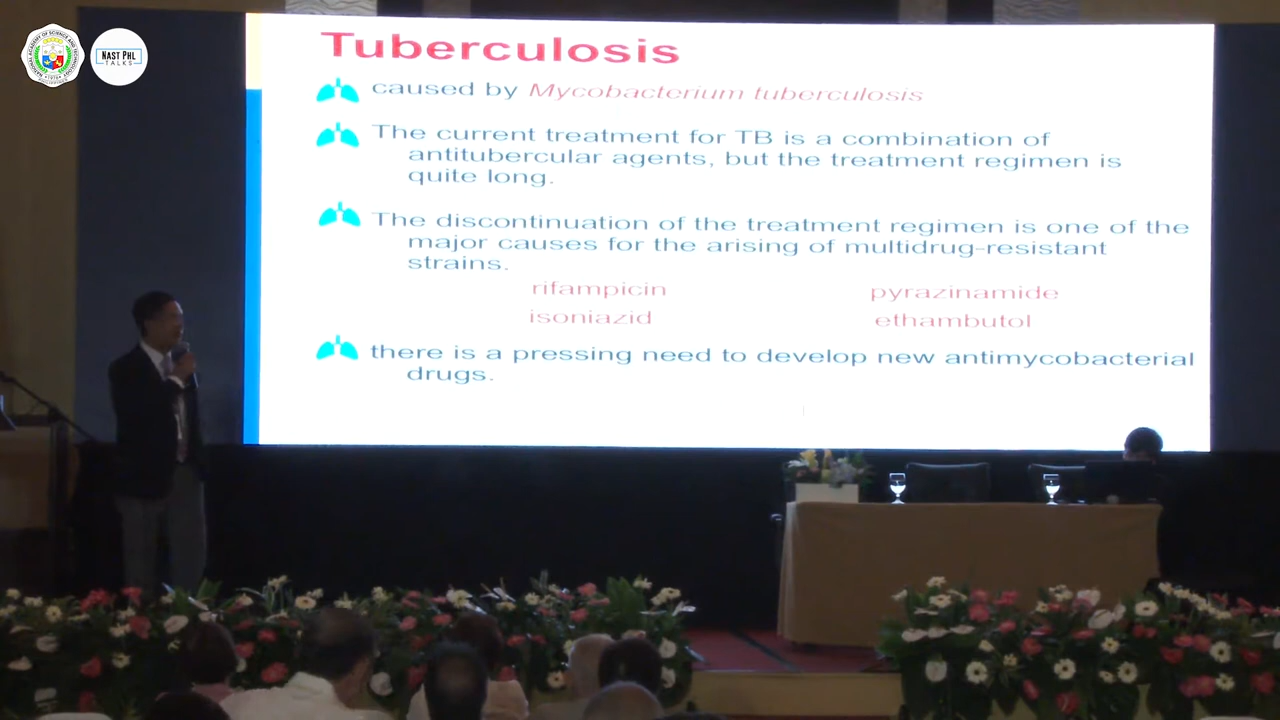 NAST PHL
TALKS
Tuberculosis
caused by Mycobacterium tuberculosis
The current treatment for TB is a combination of
antitubercular agents, but the treatment regimen is
quite long.
The discontinuation of the treatment regimen is one of the
major causes for the arising of multidrug-resistant
strains.
rifampicin pyrazinamide
isoniazid ethambutol
there is a pressing need to develop new antimycobacterial
drugs.